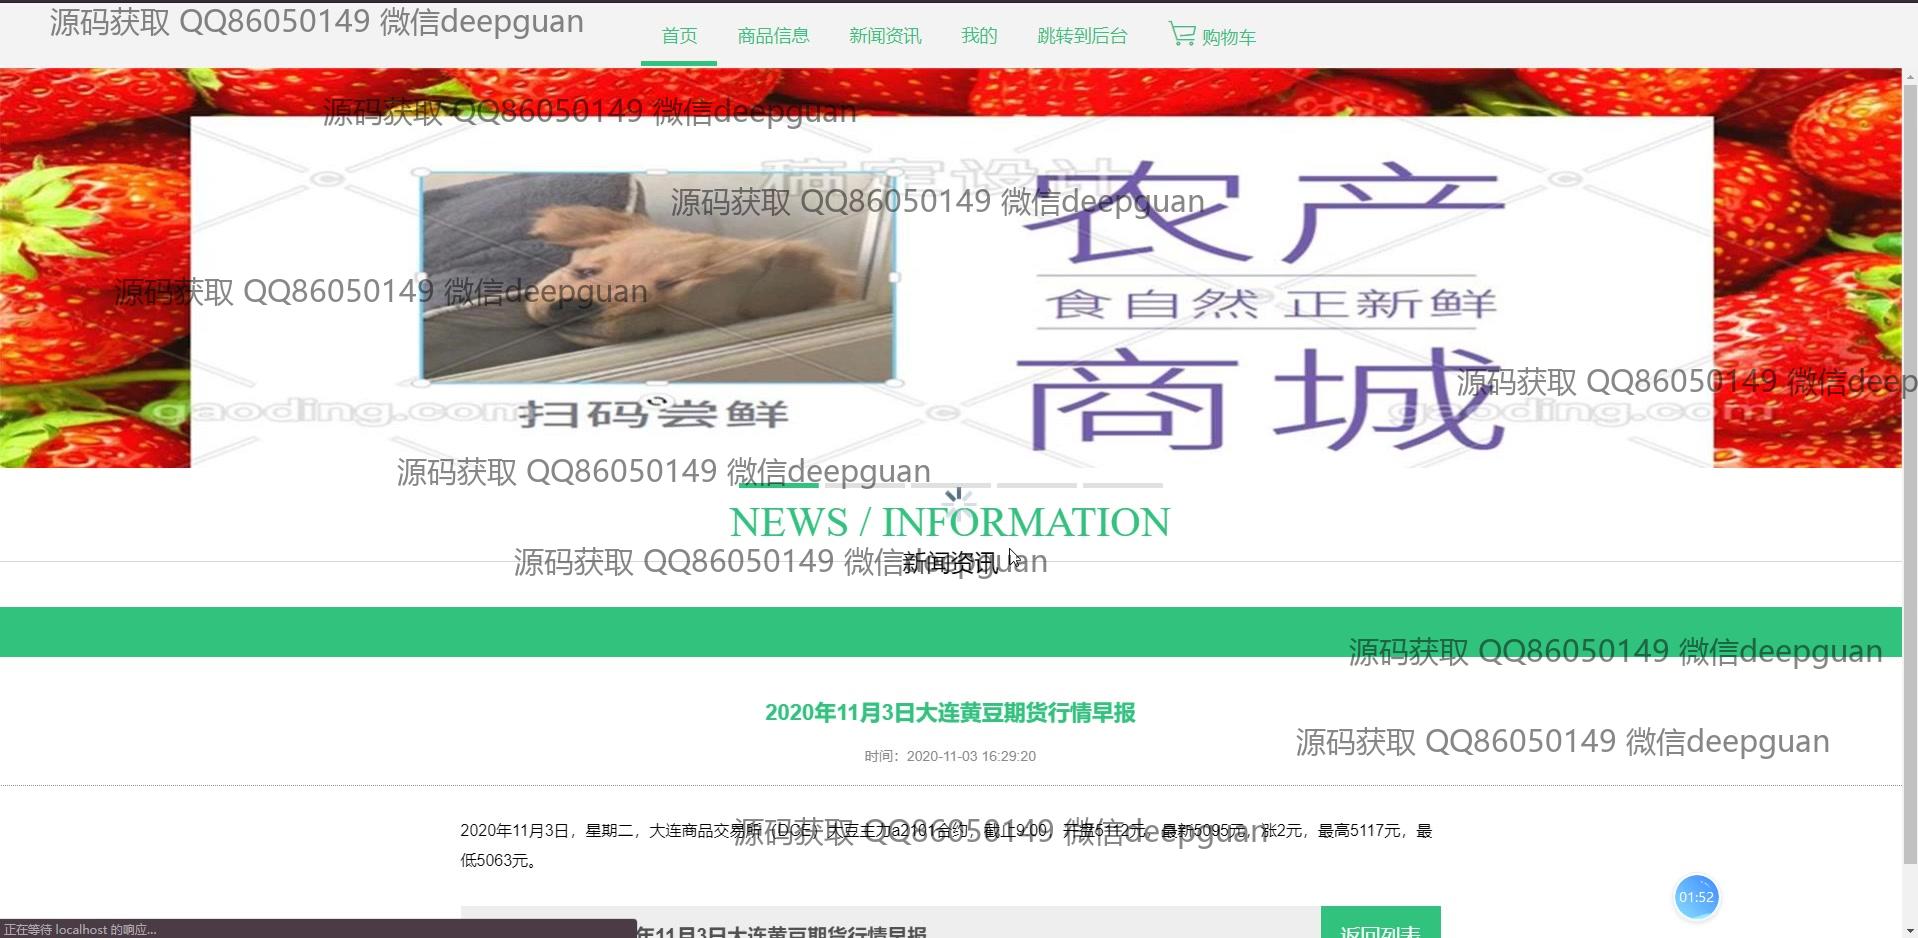 源码获取 QQ86050149 微信deepguan
首页 商品信息 新闻资讯 我的 跳转到后台 购物车
源码获取 QQ86050149 微信deepguan
稿定设计
农产
源码获取 QQ86050149 微信deepguan
源码获取 QQ86050149 微信deepguan
食自然 正新鲜
商城
源码获取 QQ86050149 微信deep
gaoding.com
扫码尝鲜
gaoding.com
源码获取 QQ86050149 微信deepguan
NEWS / INFORMATION
源码获取 QQ86050149 微信deepguan
新闻资讯
源码获取 QQ86050149 微信deepguan
2020年11月3日大连黄豆期货行情早报
源码获取 QQ86050149 微信deepguan
时间：2020-11-03 16:29:20
2020年11月3日，星期二，大连商品交易所（DCE）大豆主力a2101合约，截止9:00，开盘5112元，最新5095元，涨2元，最高5117元，最
源码获取 QQ86050149 微信deepguan
低5063元。
01:52
年11月3日大连黄豆期货行情早报
返回列表
正在等待 localhost 的响应...